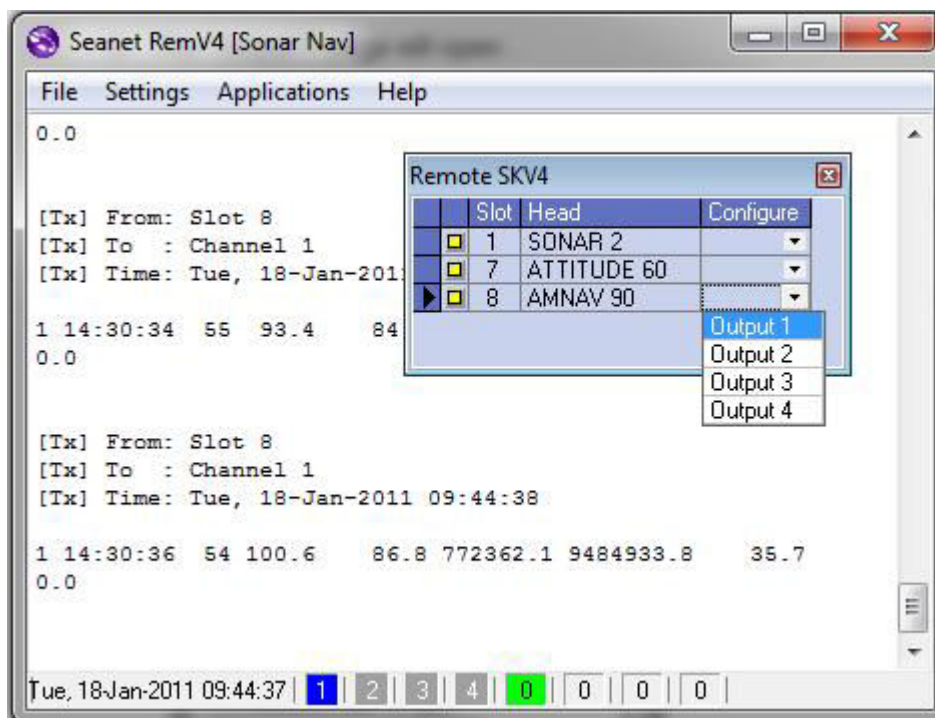 Seanet RemV4 [Sonar Nav]
File Settings Applications Help
0.0
[Tx] From: Slot 8
[Tx] To : Channel 1
[Tx] Time: Tue, 18-Jan-201
1 14:30:34 55 93.4 84
0.0
Remote SKV4
Slot Head Configure
1 SONAR 2
7 ATTITUDE 60
8 AMNAV 90
Output 1
Output 2
Output 3
Output 4
[Tx] From: Slot 8
[Tx] To : Channel 1
[Tx] Time: Tue, 18-Jan-2011 09:44:38
1 14:30:36 54 100.6 86.8 772362.1 9484933.8 35.7
0.0
Tue, 18-Jan-2011 09:44:37 | 1 | 2 | 3 | 4 | 0 | 0 | 0 | 0 |